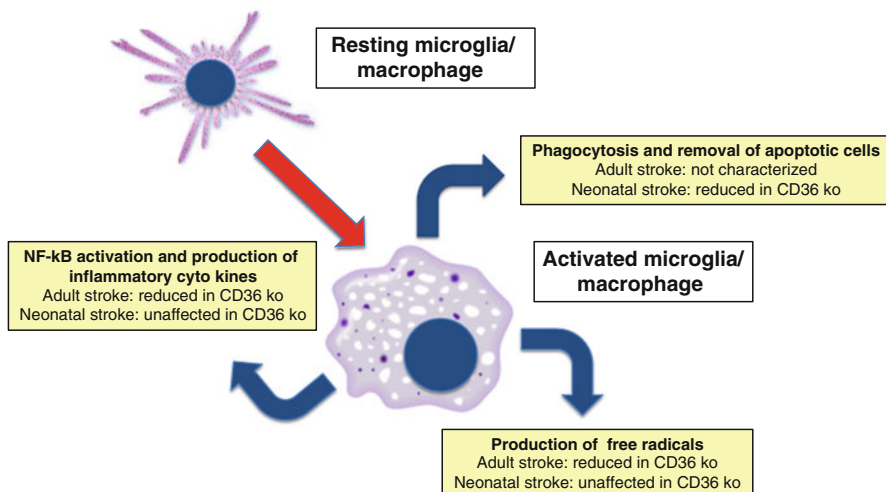 Resting microglia/
macrophage
Phagocytosis and removal of apoptotic cells
Adult stroke: not characterized
Neonatal stroke: reduced in CD36 ko
NF-kB activation and production of
inflammatory cyto kines
Adult stroke: reduced in CD36 ko
Neonatal stroke: unaffected in CD36 ko
Activated microglia/
macrophage
Production of free radicals
Adult stroke: reduced in CD36 ko
Neonatal stroke: unaffected in CD36 ko